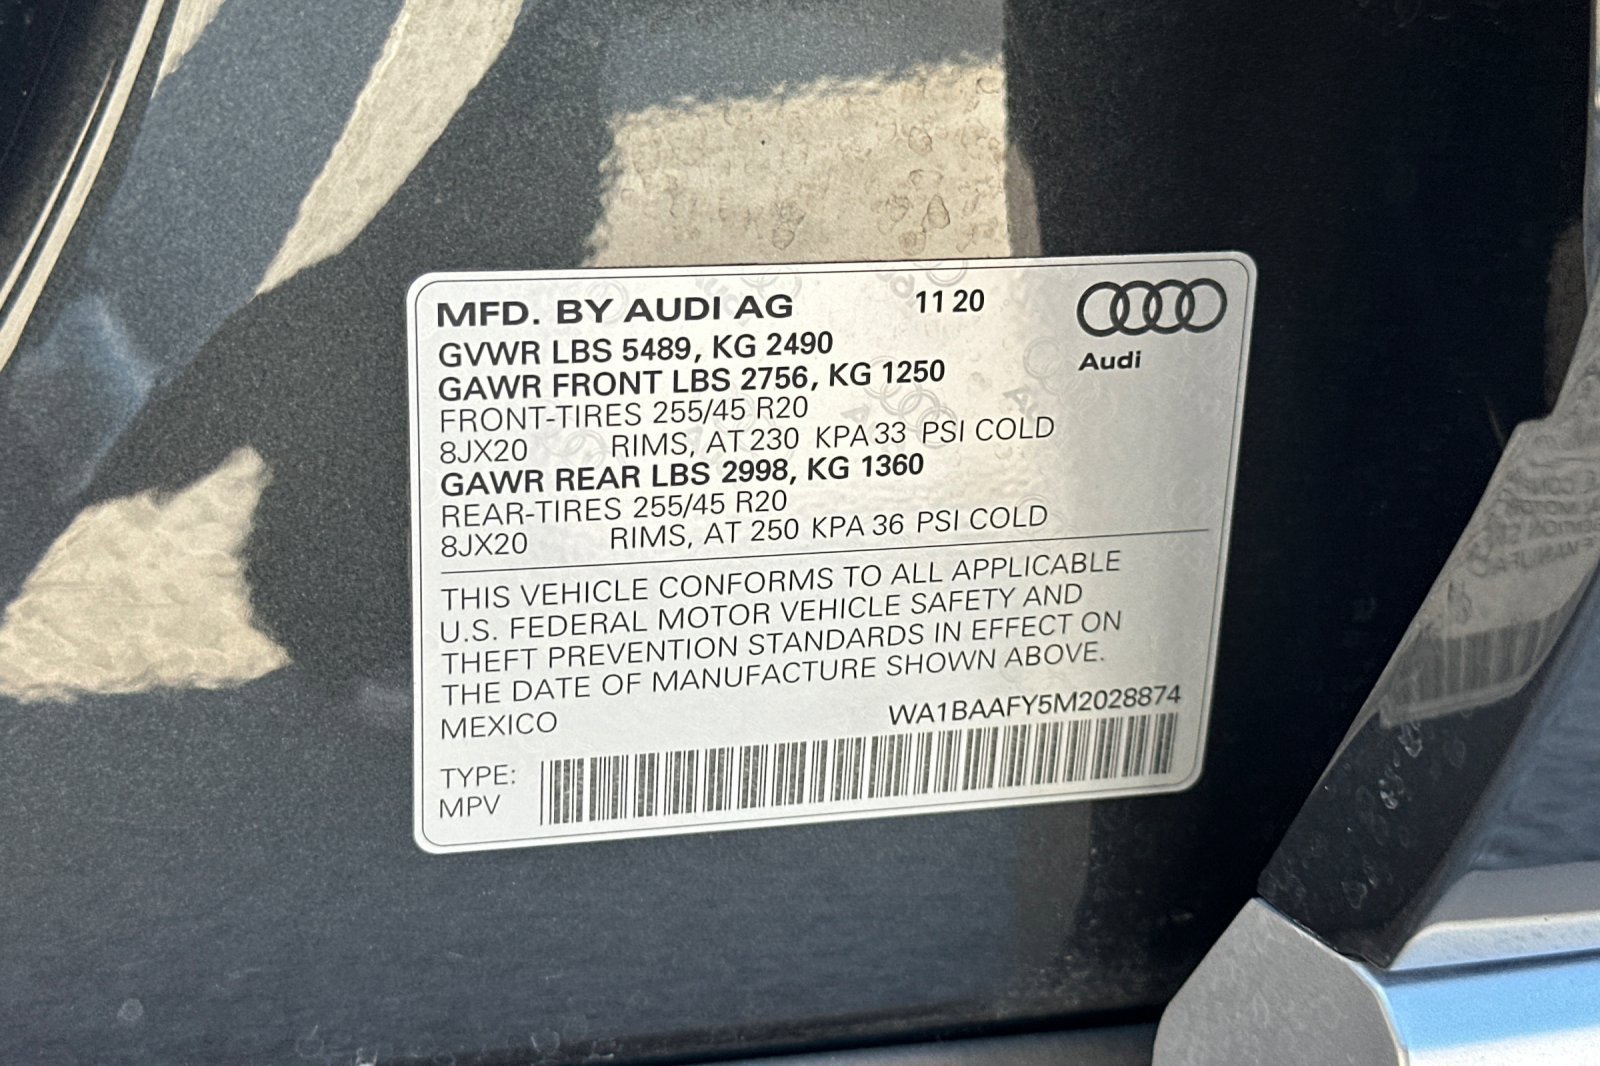 MFD. BY AUDI AG 11 20
GVWR LBS 5489, KG 2490
GAWR FRONT LBS 2756, KG 1250
FRONT-TIRES 255/45 R20
8JX20 RIMS, AT 230 KPA 33 PSI COLD
GAWR REAR LBS 2998, KG 1360
REAR-TIRES 255/45 R20
8JX20 RIMS, AT 250 KPA 36 PSI COLD
Audi
THIS VEHICLE CONFORMS TO ALL APPLICABLE
U.S. FEDERAL MOTOR VEHICLE SAFETY AND
THEFT PREVENTION STANDARDS IN EFFECT ON
THE DATE OF MANUFACTURE SHOWN ABOVE.
MEXICO WA1BAAFY5M2028874
TYPE:
MPV